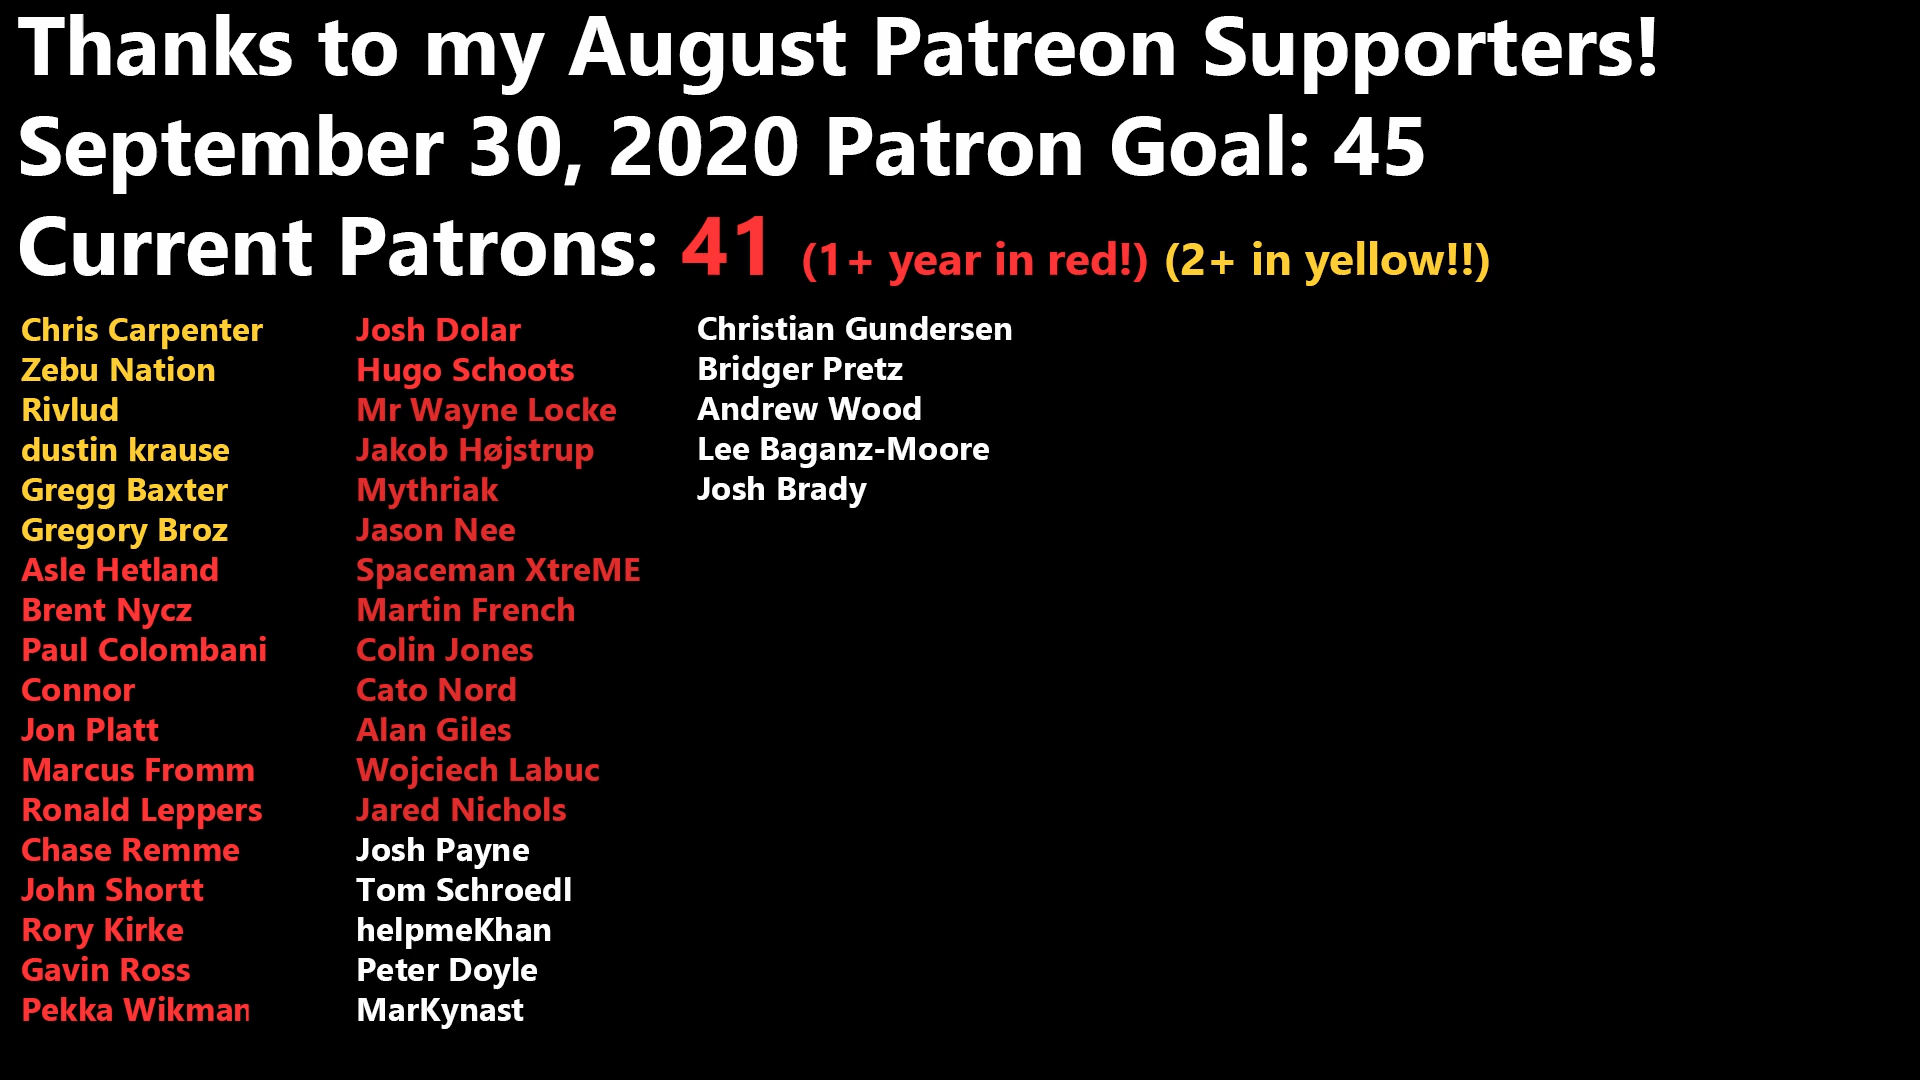 Thanks to my August Patreon Supporters!
September 30, 2020 Patron Goal: 45
Current Patrons: 41 (1+ year in red!) (2+ in yellow!!)
Chris Carpenter
Zebu Nation
Rivlud
dustin krause
Gregg Baxter
Gregory Broz
Asle Hetland
Brent Nycz
Paul Colombani
Connor
Jon Platt
Marcus Fromm
Ronald Leppers
Chase Remme
John Shortt
Rory Kirke
Gavin Ross
Pekka Wikman
Josh Dolar
Hugo Schoots
Mr Wayne Locke
Jakob Højstrup
Mythriak
Jason Nee
Spaceman XtreME
Martin French
Colin Jones
Cato Nord
Alan Giles
Wojciech Labuc
Jared Nichols
Josh Payne
Tom Schroedl
helpmeKhan
Peter Doyle
MarKynast
Christian Gundersen
Bridger Pretz
Andrew Wood
Lee Baganz-Moore
Josh Brady